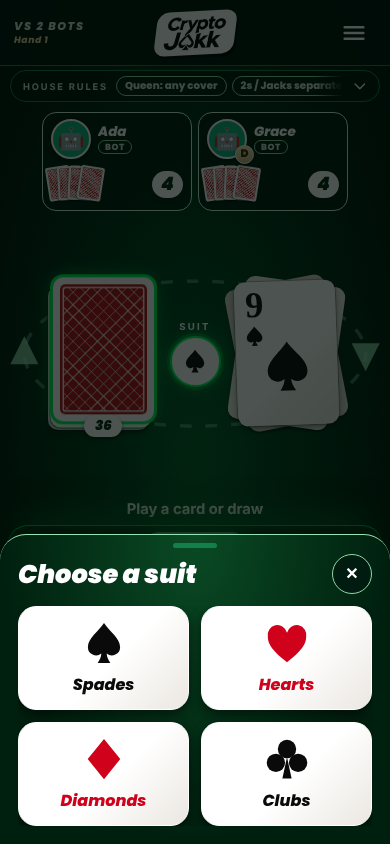 VS 2 BOTS
Hand 1
Crypto
Jokk
HOUSE RULES
Queen: any cover
2s / Jacks separate
Ada
BOT
4
Grace
BOT
D
4
SUIT
9
36
Play a card or draw
Choose a suit
Spades
Hearts
Diamonds
Clubs